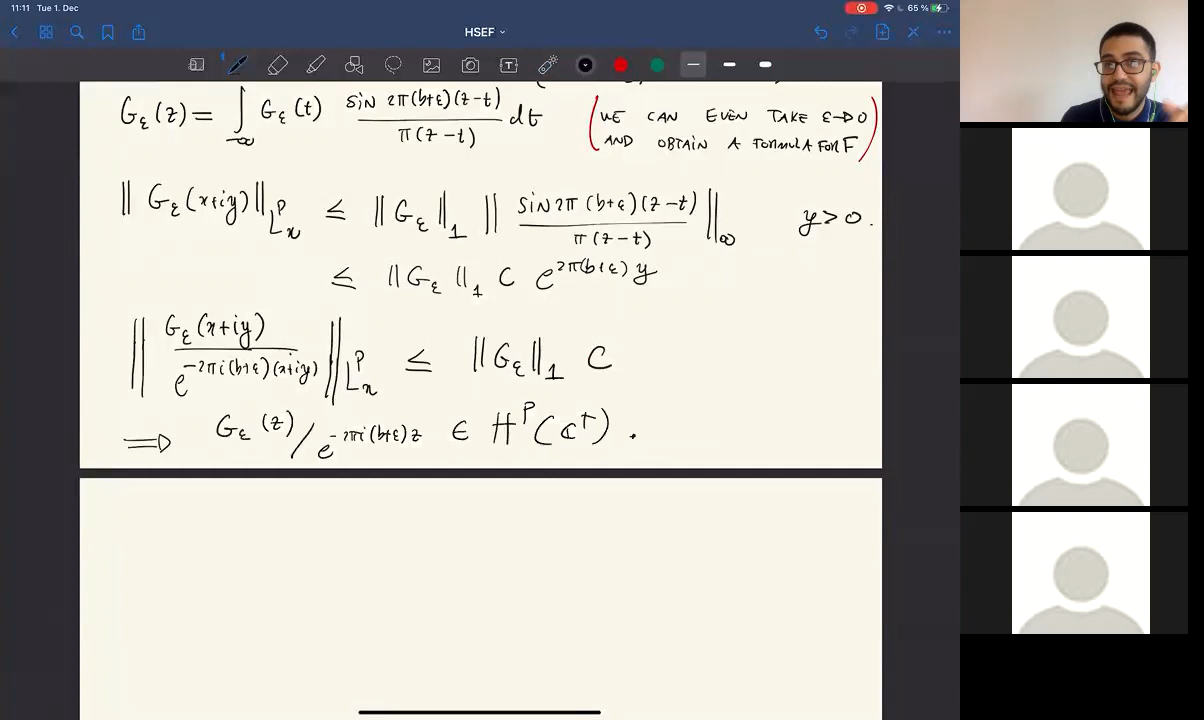 11:11 Tue 1. Dec
65 %
HSEF
G_ε(z) = ∫_{-∞} G_ε(t) sin 2π(b+ε)(z-t) / π(z-t) dt
(WE CAN EVEN TAKE ε→0
AND OBTAIN A FORMULA FOR F)
‖ G_ε(x+iy) ‖_{L^p_x} ≤ ‖G_ε‖_1 ‖ sin 2π(b+ε)(z-t) / π(z-t) ‖_∞ y > 0.
≤ ‖G_ε‖_1 C e^{2π(b+ε)y}
‖ G_ε(x+iy) / e^{-2πi(b+ε)(x+iy)} ‖_{L^p_x} ≤ ‖G_ε‖_1 C
⟹ G_ε(z) / e^{-2πi(b+ε)z} ∈ H^p(ℂ^+).